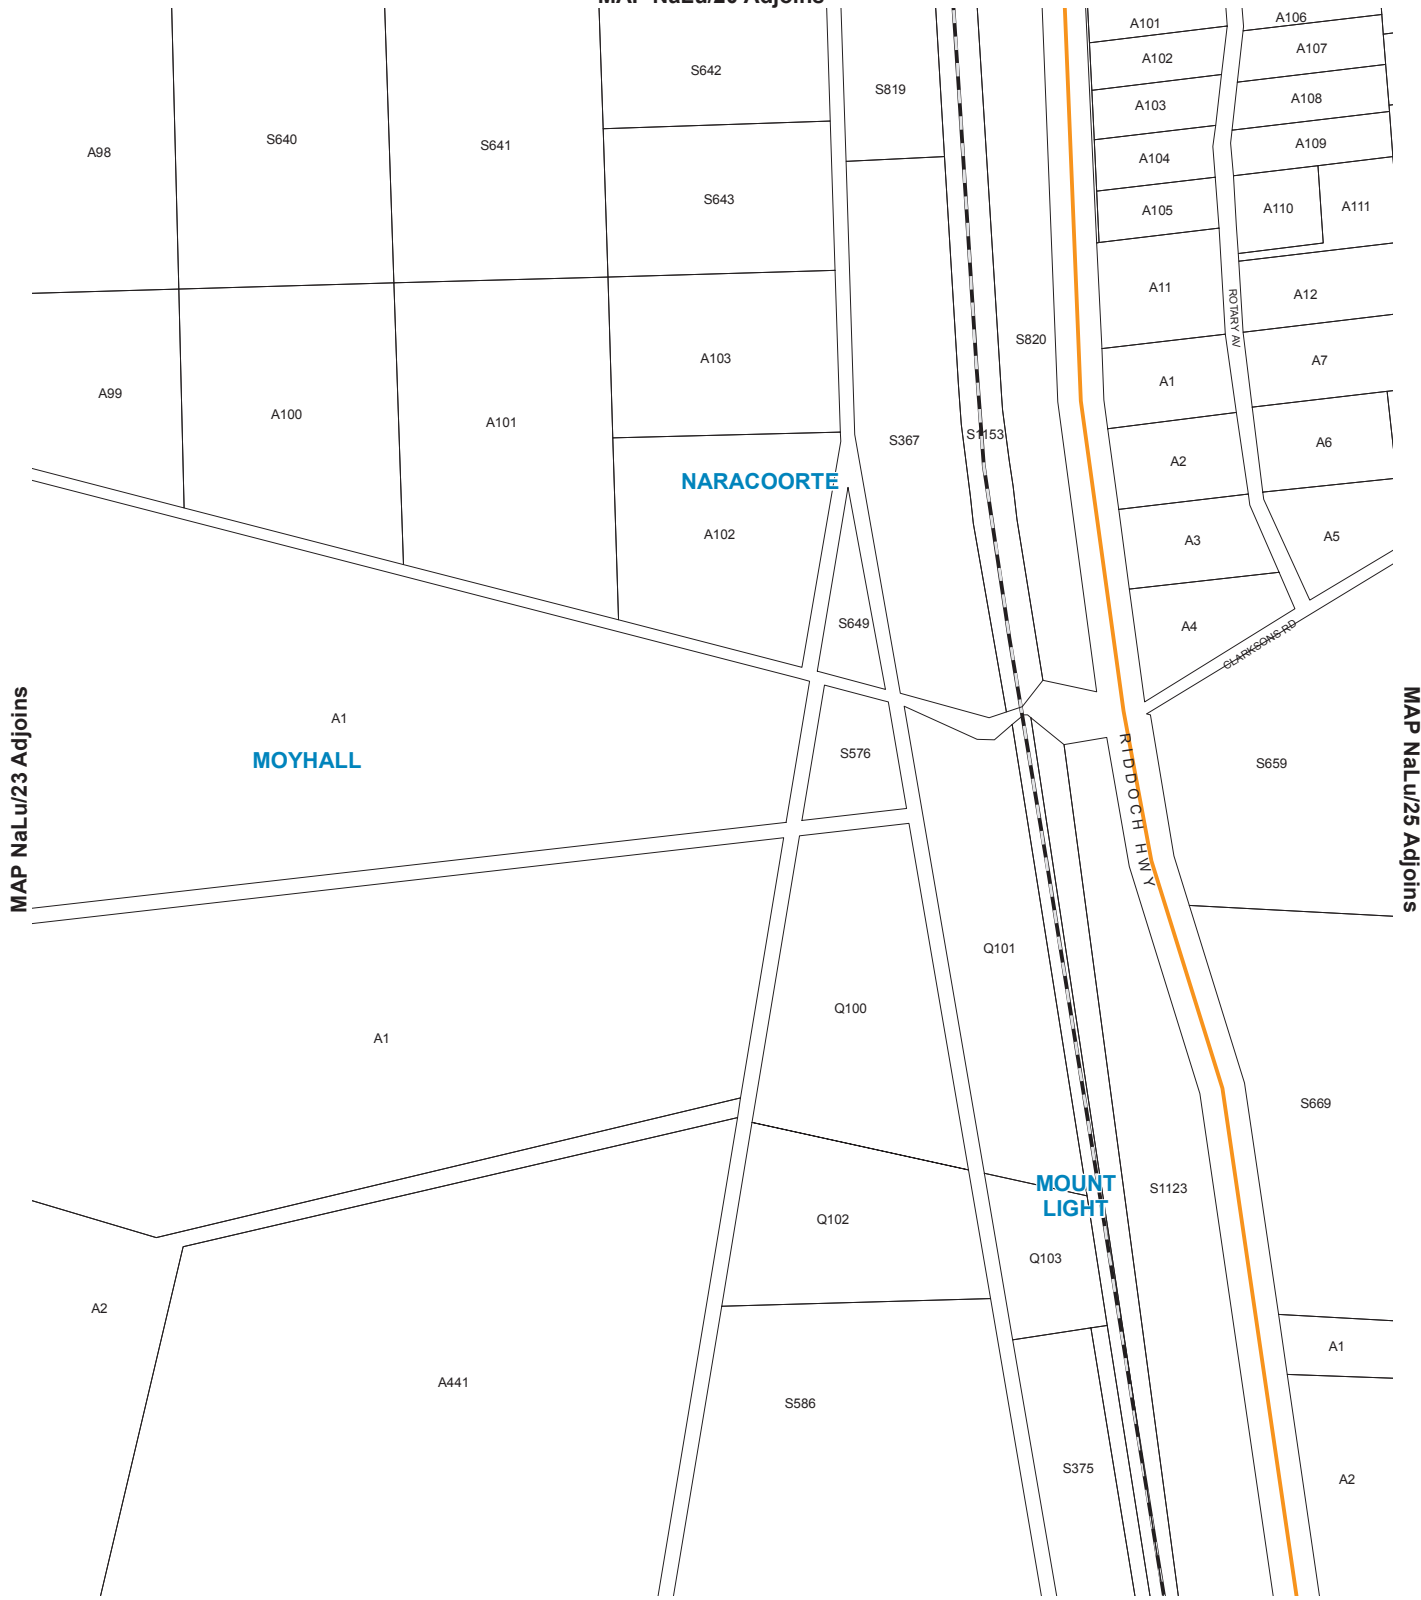 A101
A106
A102
A107
S642
S819
A103
A108
A98
S640
S641
A104
A109
S643
A105
A110
A111
A11
A12
ROTARY AV
S820
A103
A1
A7
A99
A100
A101
S367
S1153
A2
A6
NARACOORTE
A102
A3
A5
S649
A4
CLARKSONS RD
A1
MOYHALL
S576
RIDDOCH HWY
S659
MAP NaLu/23 Adjoins
MAP NaLu/25 Adjoins
Q101
Q100
A1
S669
MOUNT
LIGHT
S1123
Q102
Q103
A2
A1
A441
S586
S375
A2